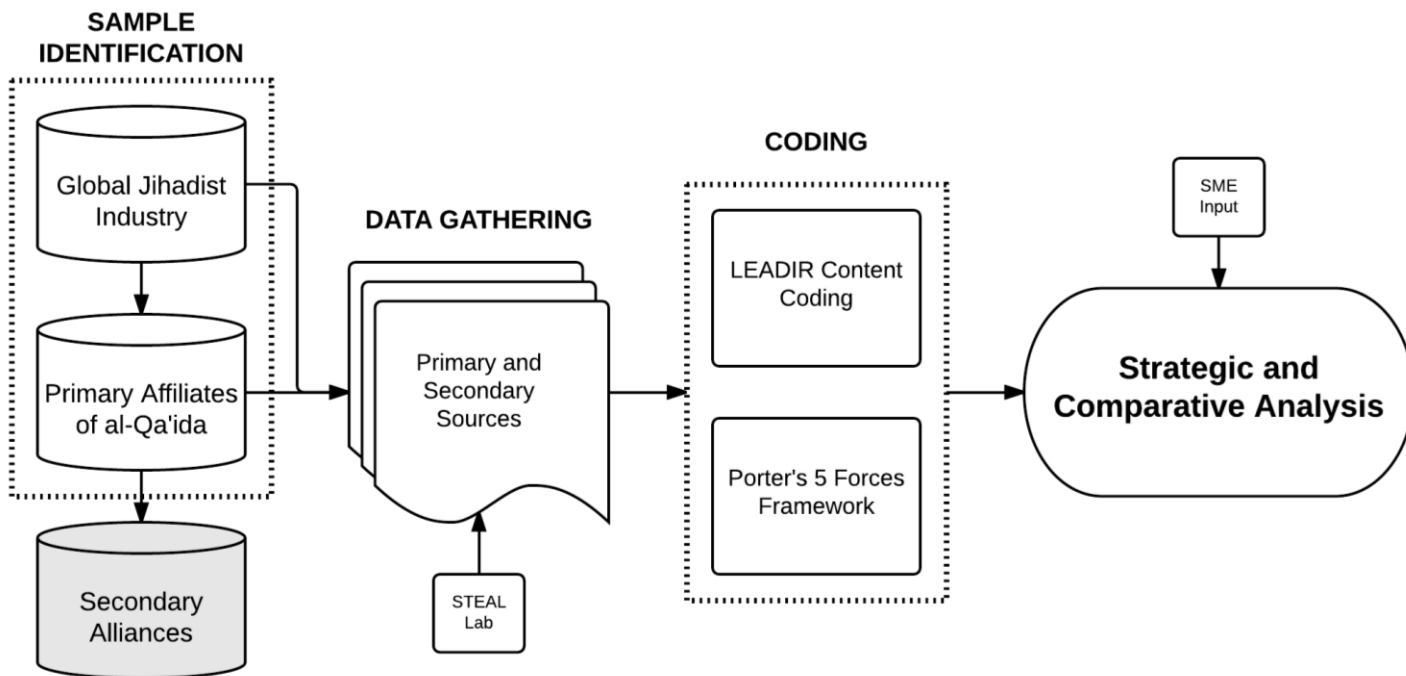 SAMPLE
IDENTIFICATION
Global Jihadist
Industry
Primary Affiliates
of al-Qa'ida
Secondary
Alliances
DATA GATHERING
Primary and
Secondary
Sources
STEAL
Lab
CODING
LEADIR Content
Coding
Porter's 5 Forces
Framework
SME
Input
Strategic and
Comparative Analysis